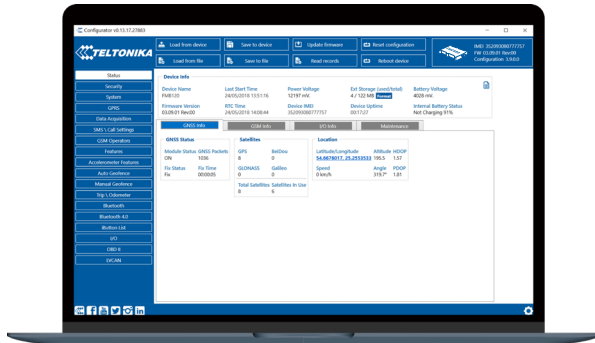 Configurator v0.13.17.27883
TELTONIKA
Load from device
Save to device
Update firmware
Reset configuration
Load from file
Save to file
Read records
Reboot device
IMEI 352093080777757
FW 03.09.01 Rev:00
Configuration 3.9.0.0
Status
Security
System
GPRS
Data Acquisition
SMS \ Call Settings
GSM Operators
Features
Accelerometer Features
Auto Geofence
Manual Geofence
Trip \ Odometer
Bluetooth
Bluetooth 4.0
iButton List
I/O
OBD II
LVCAN
Device Info
Device Name
FMB120
Last Start Time
24/05/2018 13:51:16
Power Voltage
12197 mV.
Ext Storage (used/total)
4 / 122 MB Format
Battery Voltage
4028 mV.
Firmware Version
03.09.01 Rev:00
RTC Time
24/05/2018 14:08:44
Device IMEI
352093080777757
Device Uptime
00:17:27
Internal Battery Status
Not Charging 91%
GNSS Info
GSM Info
I/O Info
Maintenance
GNSS Status
Module Status GNSS Packets
ON 1036
Fix Status Fix Time
Fix 00:00:05
Satellites
GPS BeiDou
8 0
GLONASS Galileo
0 0
Total Satellites Satellites In Use
8 6
Location
Latitude/Longitude Altitude HDOP
54.6678017, 25.2553533 195.5 1.57
Speed Angle PDOP
0 km/h 319.7° 1.81
f
in